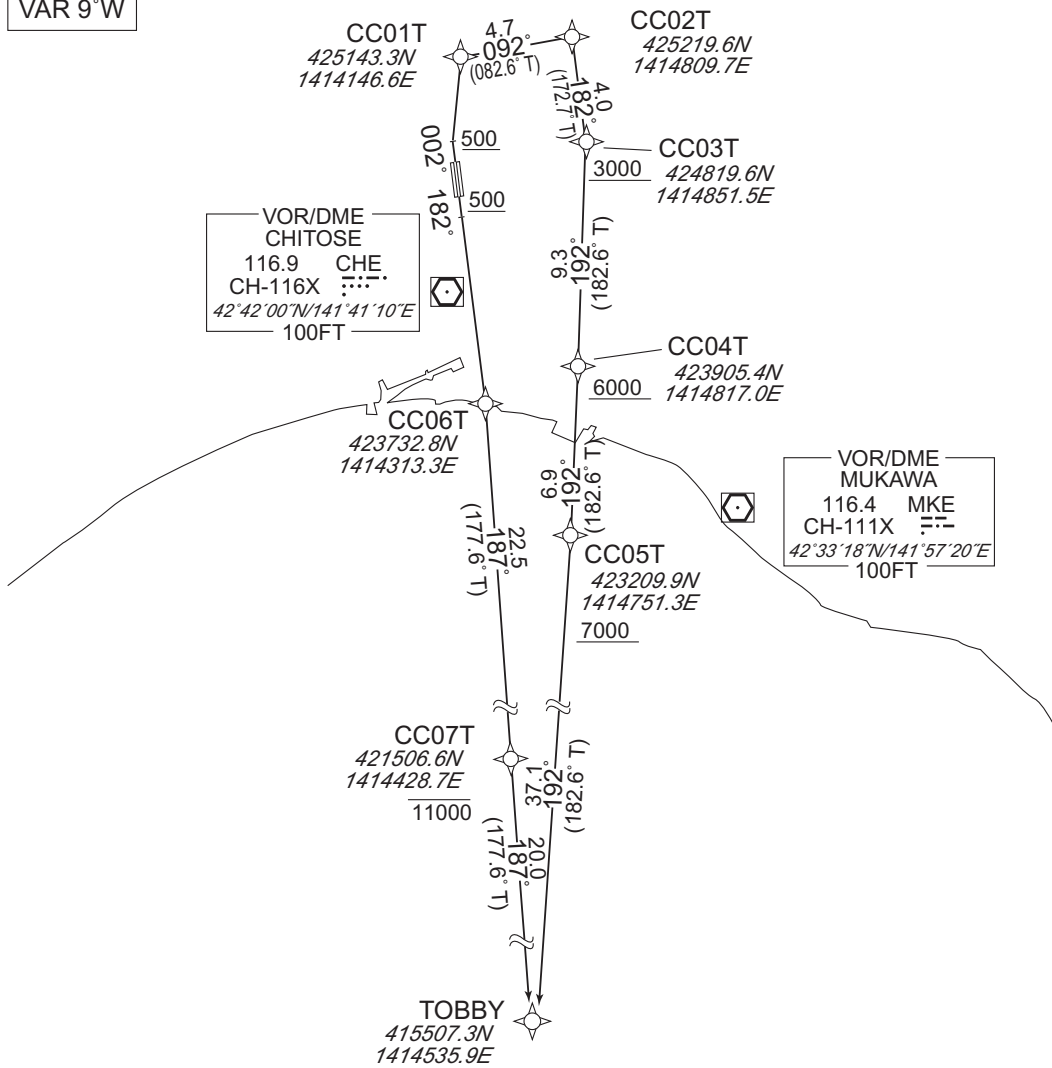 VAR 9°W
CC01T
425143.3N
1414146.6E
4.7
092°
(082.6°T)
CC02T
425219.6N
1414809.7E
4.0
182°
(172.7°T)
002°
500
182°
500
CC03T
3000
424819.6N
1414851.5E
VOR/DME
CHITOSE
116.9 CHE
CH-116X
42°42´00˝N/141°41´10˝E
100FT
9.3
192°
(182.6°T)
CC04T
423905.4N
6000
1414817.0E
CC06T
423732.8N
1414313.3E
6.9
192°
(182.6°T)
VOR/DME
MUKAWA
116.4 MKE
CH-111X
42°33´18˝N/141°57´20˝E
100FT
22.5
187°
(177.6°T)
CC05T
423209.9N
1414751.3E
7000
CC07T
421506.6N
1414428.7E
11000
37.1
192°
(182.6°T)
20.0
187°
(177.6°T)
TOBBY
415507.3N
1414535.9E